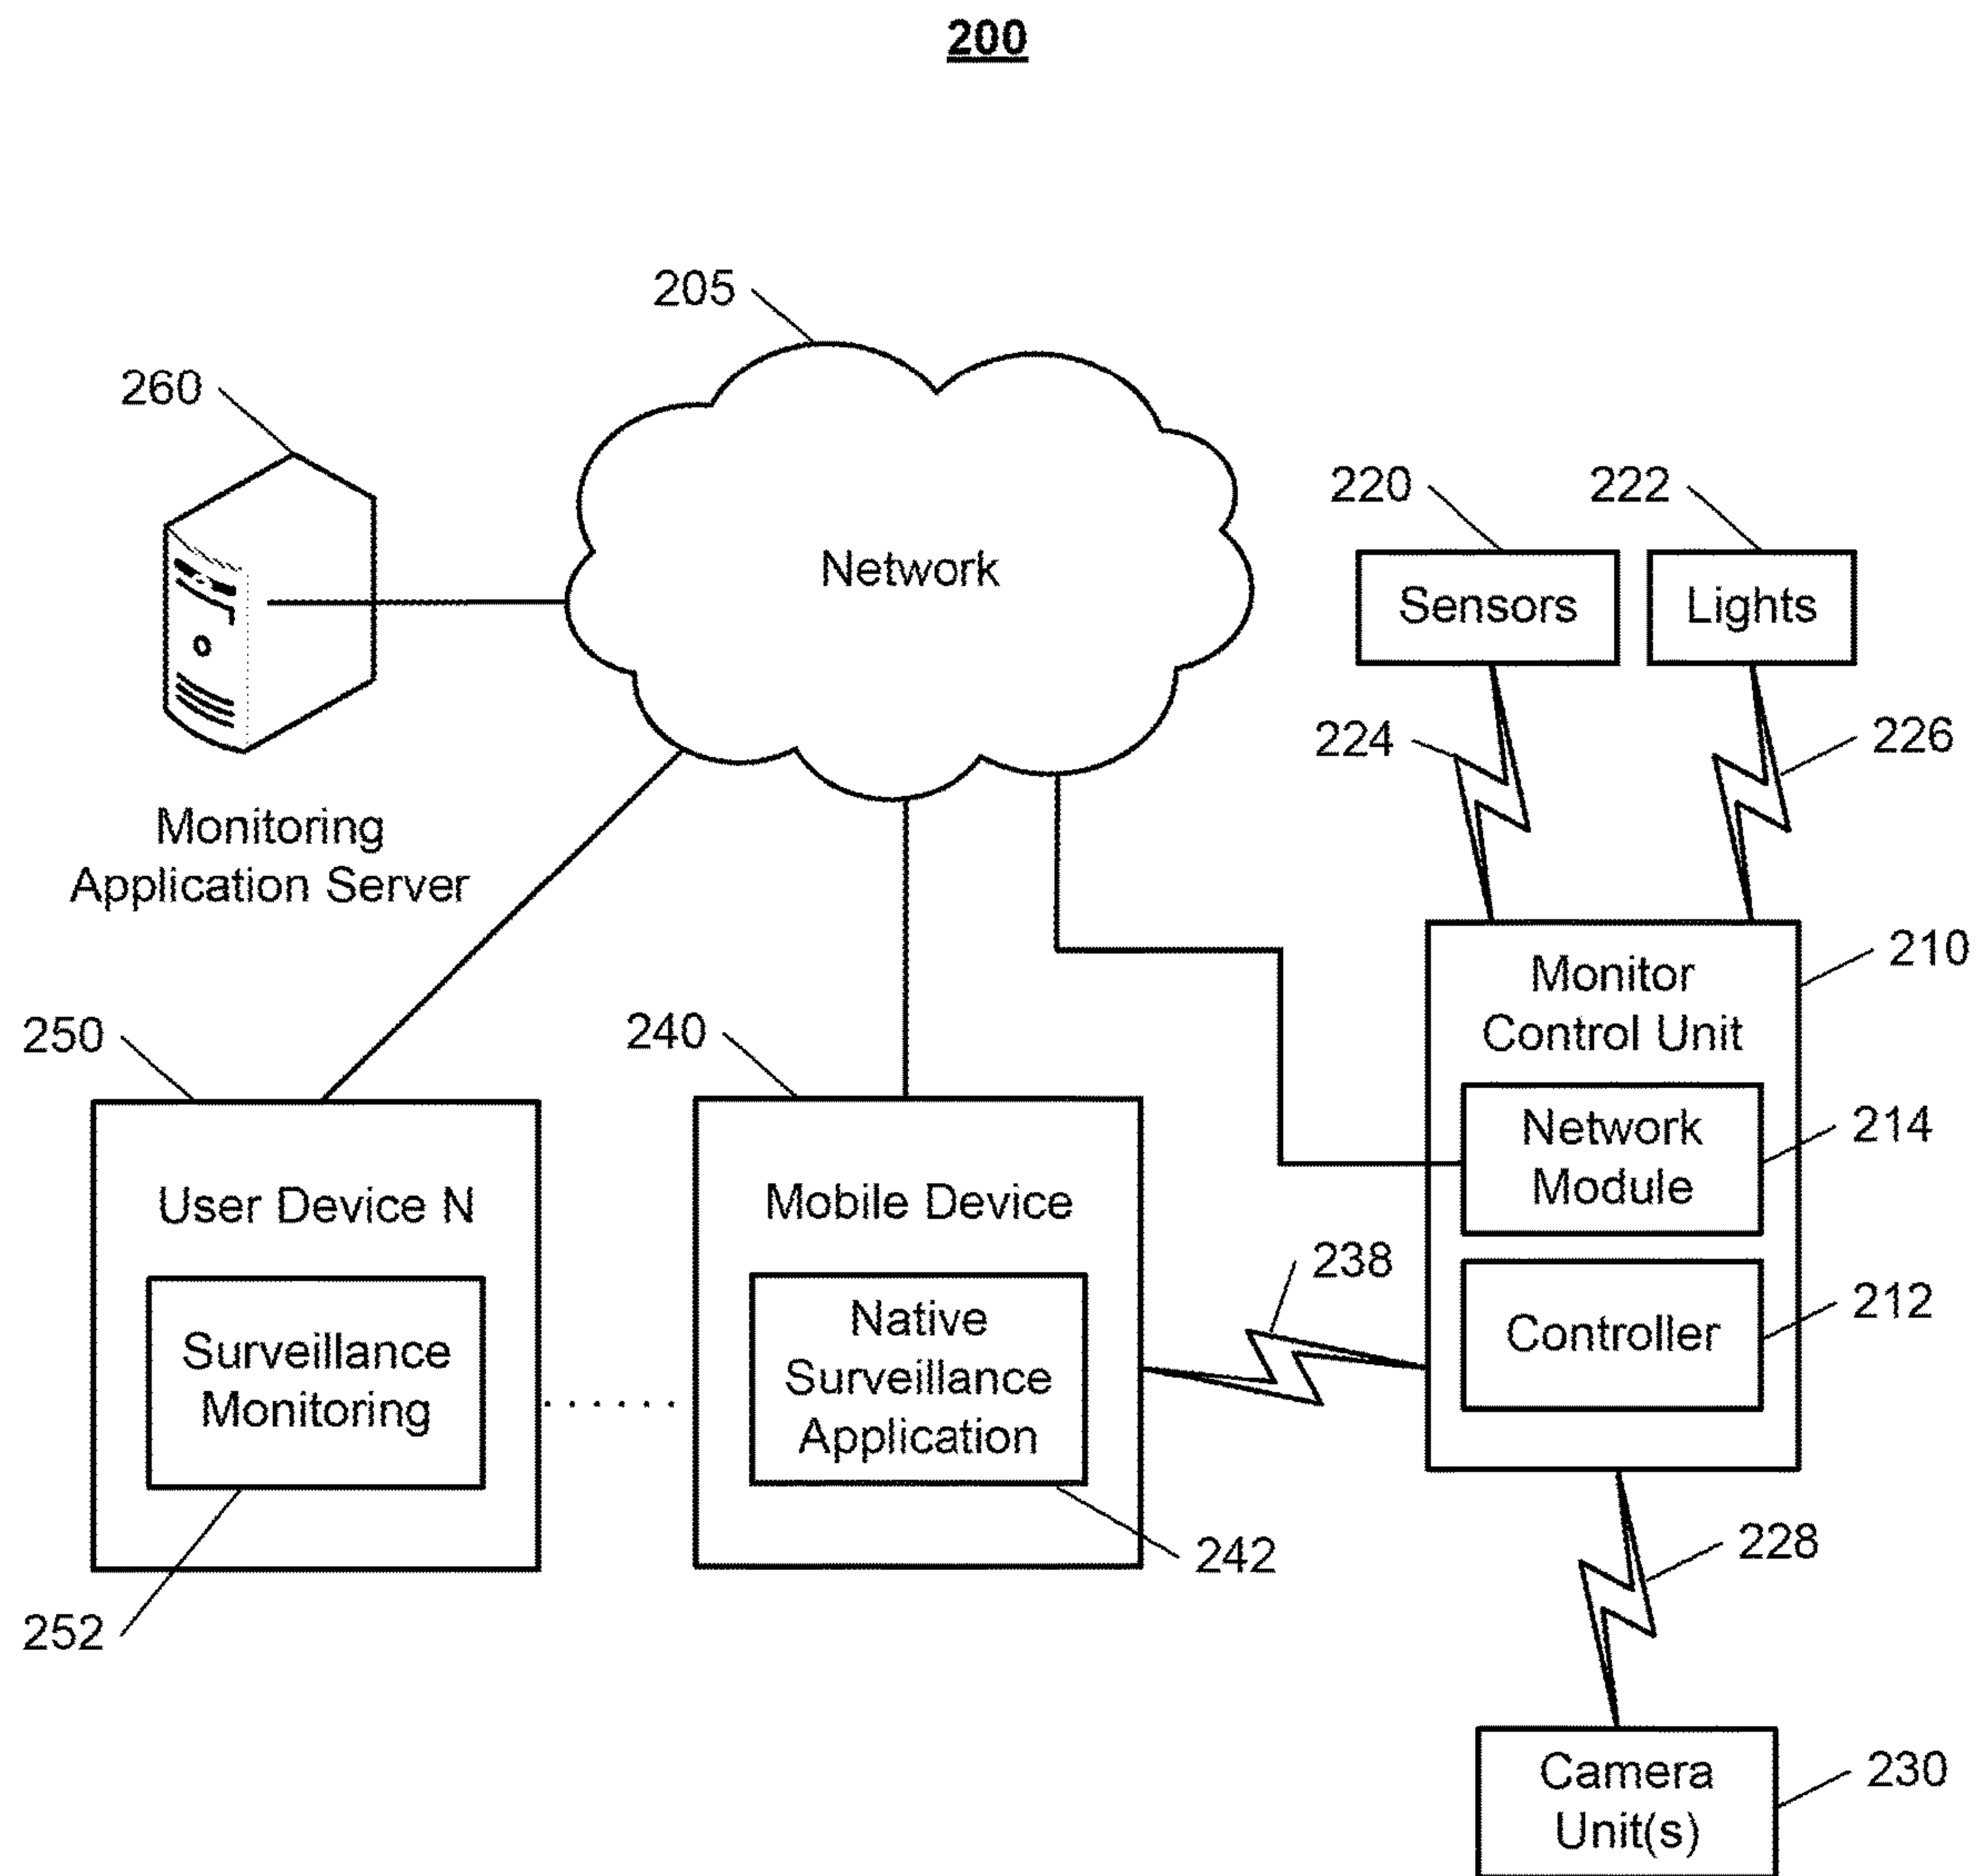 200
205
260
Network
220
222
Sensors
Lights
224
226
Monitoring
Application Server
210
Monitor
Control Unit
250
240
Network
Module
214
User Device N
Mobile Device
238
212
Controller
Surveillance
Monitoring
Native
Surveillance
Application
252
242
228
Camera
Unit(s)
230